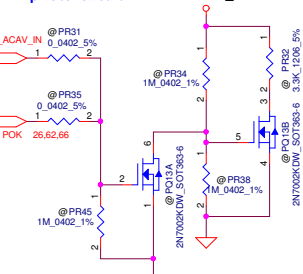 @PR31
0_0402_5%
ACAV_IN
1
2
@PR35
0_0402_5%
1
2
POK
26,62,66
@PR34
1M_0402_1%
1
2
PR32
3.3K_1206_5%
1
2
3
5
4
@PQ13B
2N7002KDW_SOT363-6
6
2
1
@PQ13A
2N7002KDW_SOT363-6
@PR38
1M_0402_1%
1
2
@PR45
1M_0402_1%
1
2